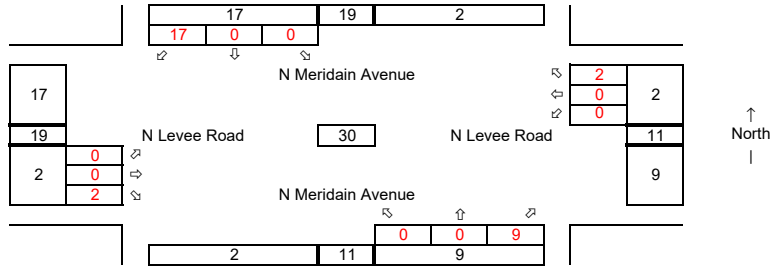 17 19 2
17 0 0
↙ ⇩ ↘
N Meridain Avenue
↖ 2
17 ⇦ 0 2
↙ 0
↑
19 N Levee Road 30 N Levee Road 11 North
|
0 ↗
2 0 ⇨ 9
2 ↘
N Meridain Avenue
↖ ⇧ ↗
0 0 9
2 11 9